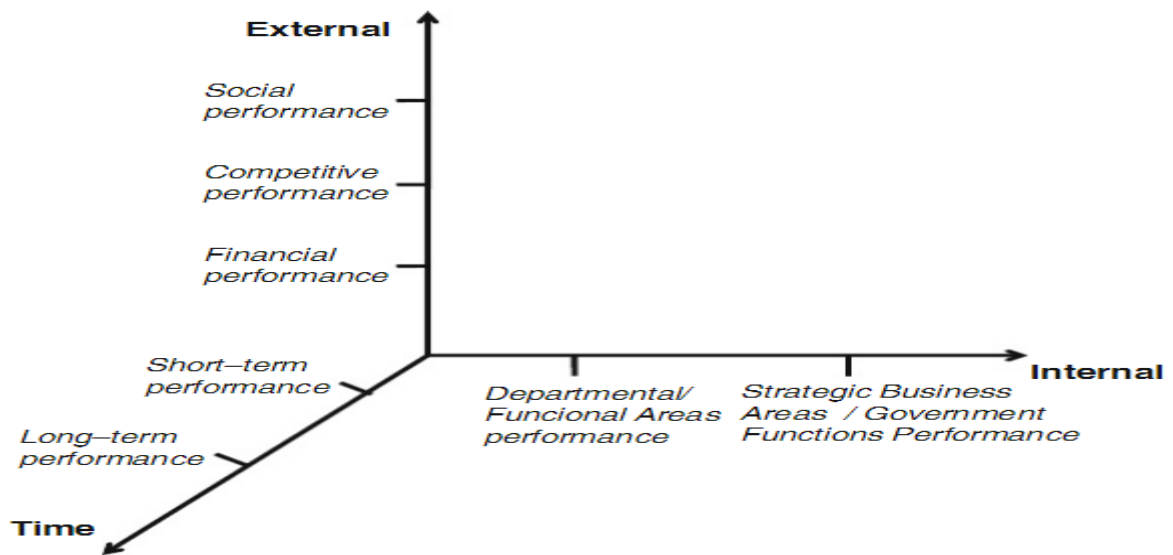 External
Social
performance
Competitive
performance
Financial
performance
Short–term
performance
Long–term
performance
Time
Departmental/
Funcional Areas
performance
Strategic Business
Areas / Government
Functions Performance
Internal